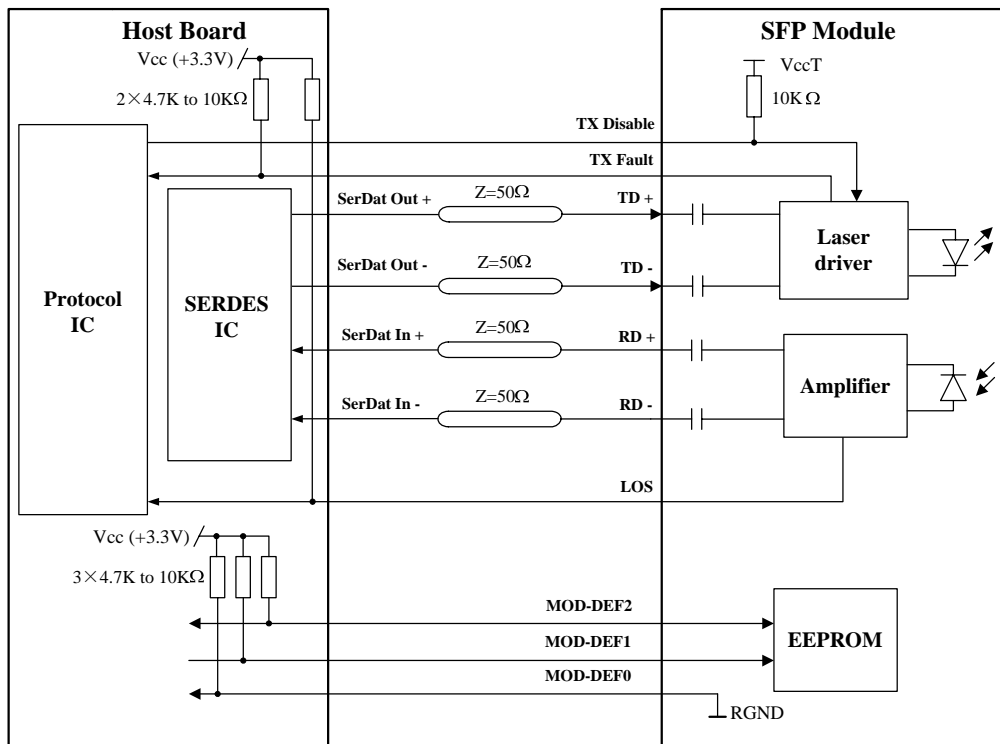 Host Board
SFP Module
Vcc (+3.3V)
VccT
2×4.7K to 10KΩ
10KΩ
TX Disable
TX Fault
SerDat Out +
Z=50Ω
TD +
Laser
driver
SerDat Out -
Z=50Ω
TD -
Protocol
IC
SERDES
IC
SerDat In +
Z=50Ω
RD +
Amplifier
SerDat In -
Z=50Ω
RD -
LOS
Vcc (+3.3V)
3×4.7K to 10KΩ
MOD-DEF2
EEPROM
MOD-DEF1
MOD-DEF0
RGND